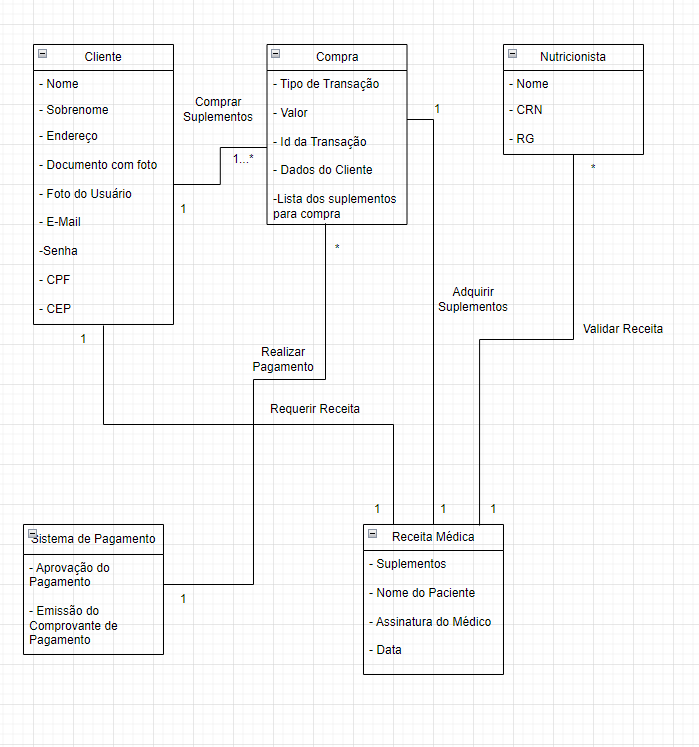 Cliente
- Nome
- Sobrenome
- Endereço
- Documento com foto
- Foto do Usuário
- E-Mail
-Senha
- CPF
- CEP
Comprar
Suplementos
1
1...*
Compra
- Tipo de Transação
- Valor
- Id da Transação
- Dados do Cliente
-Lista dos suplementos
para compra
1
*
Nutricionista
- Nome
- CRN
- RG
*
Adquirir
Suplementos
Validar Receita
1
Realizar
Pagamento
Requerir Receita
1
1
1
Sistema de Pagamento
- Aprovação do
Pagamento
- Emissão do
Comprovante de
Pagamento
1
Receita Médica
- Suplementos
- Nome do Paciente
- Assinatura do Médico
- Data